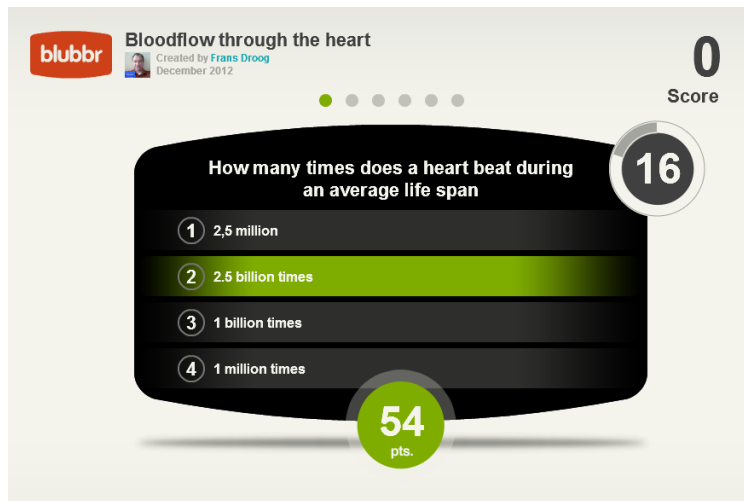 blubbr
Bloodflow through the heart
Created by Frans Droog
December 2012
0
Score
16
How many times does a heart beat during
an average life span
1 2,5 million
2 2.5 billion times
3 1 billion times
4 1 million times
54
pts.